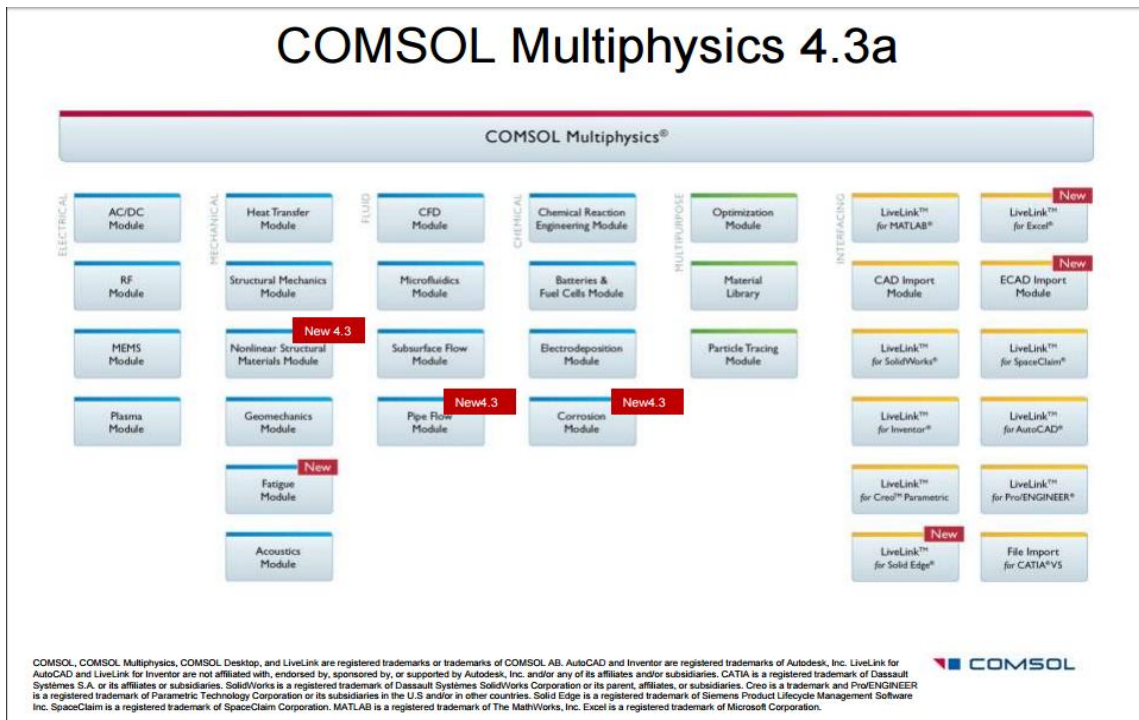 COMSOL Multiphysics 4.3a
COMSOL Multiphysics®
ELECTRICAL
AC/DC
Module
RF
Module
MEMS
Module
Plasma
Module
MECHANICAL
Heat Transfer
Module
Structural Mechanics
Module
New 4.3
Nonlinear Structural
Materials Module
Geomechanics
Module
New
Fatigue
Module
Acoustics
Module
FLUID
CFD
Module
Microfluidics
Module
Subsurface Flow
Module
New4.3
Pipe Flow
Module
CHEMICAL
Chemical Reaction
Engineering Module
Batteries &
Fuel Cells Module
Electrodeposition
Module
New4.3
Corrosion
Module
MULTIPURPOSE
Optimization
Module
Material
Library
Particle Tracing
Module
INTERFACING
LiveLink™
for MATLAB®
CAD Import
Module
LiveLink™
for SolidWorks®
LiveLink™
for Inventor®
LiveLink™
for Creo™ Parametric
New
LiveLink™
for Solid Edge®
New
LiveLink™
for Excel®
New
ECAD Import
Module
LiveLink™
for SpaceClaim®
LiveLink™
for AutoCAD®
LiveLink™
for Pro/ENGINEER®
File Import
for CATIA® V5
COMSOL, COMSOL Multiphysics, COMSOL Desktop, and LiveLink are registered trademarks or trademarks of COMSOL AB. AutoCAD and Inventor are registered trademarks of Autodesk, Inc. LiveLink for
AutoCAD and LiveLink for Inventor are not affiliated with, endorsed by, sponsored by, or supported by Autodesk, Inc. and/or any of its affiliates and/or subsidiaries. CATIA is a registered trademark of Dassault
Systèmes S.A. or its affiliates or subsidiaries. SolidWorks is a registered trademark of Dassault Systèmes SolidWorks Corporation or its parent, affiliates, or subsidiaries. Creo is a trademark and Pro/ENGINEER
is a registered trademark of Parametric Technology Corporation or its subsidiaries in the U.S and/or in other countries. Solid Edge is a registered trademark of Siemens Product Lifecycle Management Software
Inc. SpaceClaim is a registered trademark of SpaceClaim Corporation. MATLAB is a registered trademark of The MathWorks, Inc. Excel is a registered trademark of Microsoft Corporation.
COMSOL